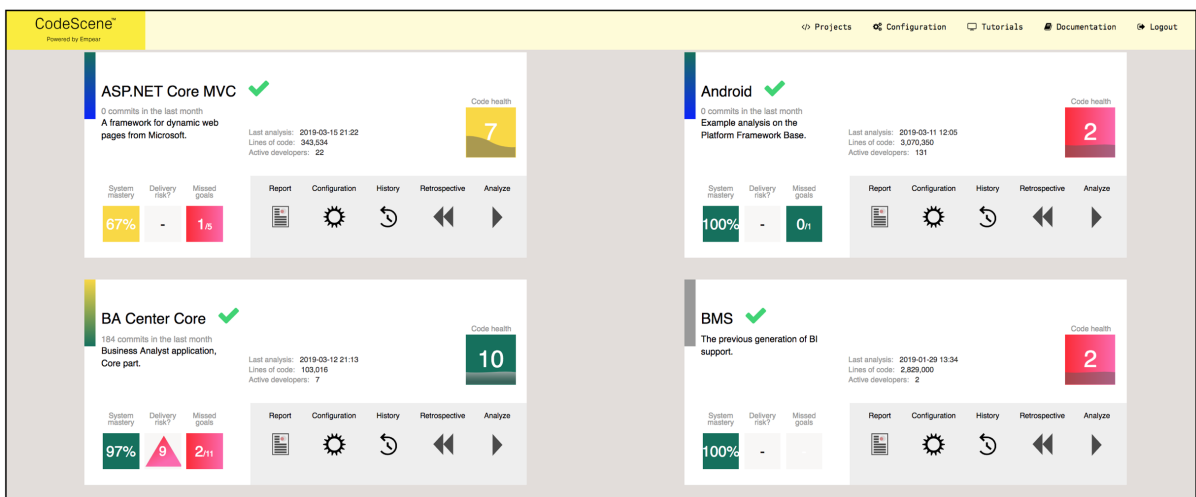 CodeScene™
Powered by Empear
</> Projects
Configuration
Tutorials
Documentation
Logout
ASP.NET Core MVC
0 commits in the last month
A framework for dynamic web
pages from Microsoft.
Last analysis: 2019-03-15 21:22
Lines of code: 343,534
Active developers: 22
Code health
7
System
mastery
67%
Delivery
risk?
-
Missed
goals
1/5
Report
Configuration
History
Retrospective
Analyze
Android
0 commits in the last month
Example analysis on the
Platform Framework Base.
Last analysis: 2019-03-11 12:05
Lines of code: 3,070,350
Active developers: 131
Code health
2
System
mastery
100%
Delivery
risk?
-
Missed
goals
0/1
Report
Configuration
History
Retrospective
Analyze
BA Center Core
184 commits in the last month
Business Analyst application,
Core part.
Last analysis: 2019-03-12 21:13
Lines of code: 103,016
Active developers: 7
Code health
10
System
mastery
97%
Delivery
risk?
9
Missed
goals
2/11
Report
Configuration
History
Retrospective
Analyze
BMS
The previous generation of BI
support.
Last analysis: 2019-01-29 13:34
Lines of code: 2,829,000
Active developers: 2
Code health
2
System
mastery
100%
Delivery
risk?
-
Missed
goals
Report
Configuration
History
Retrospective
Analyze